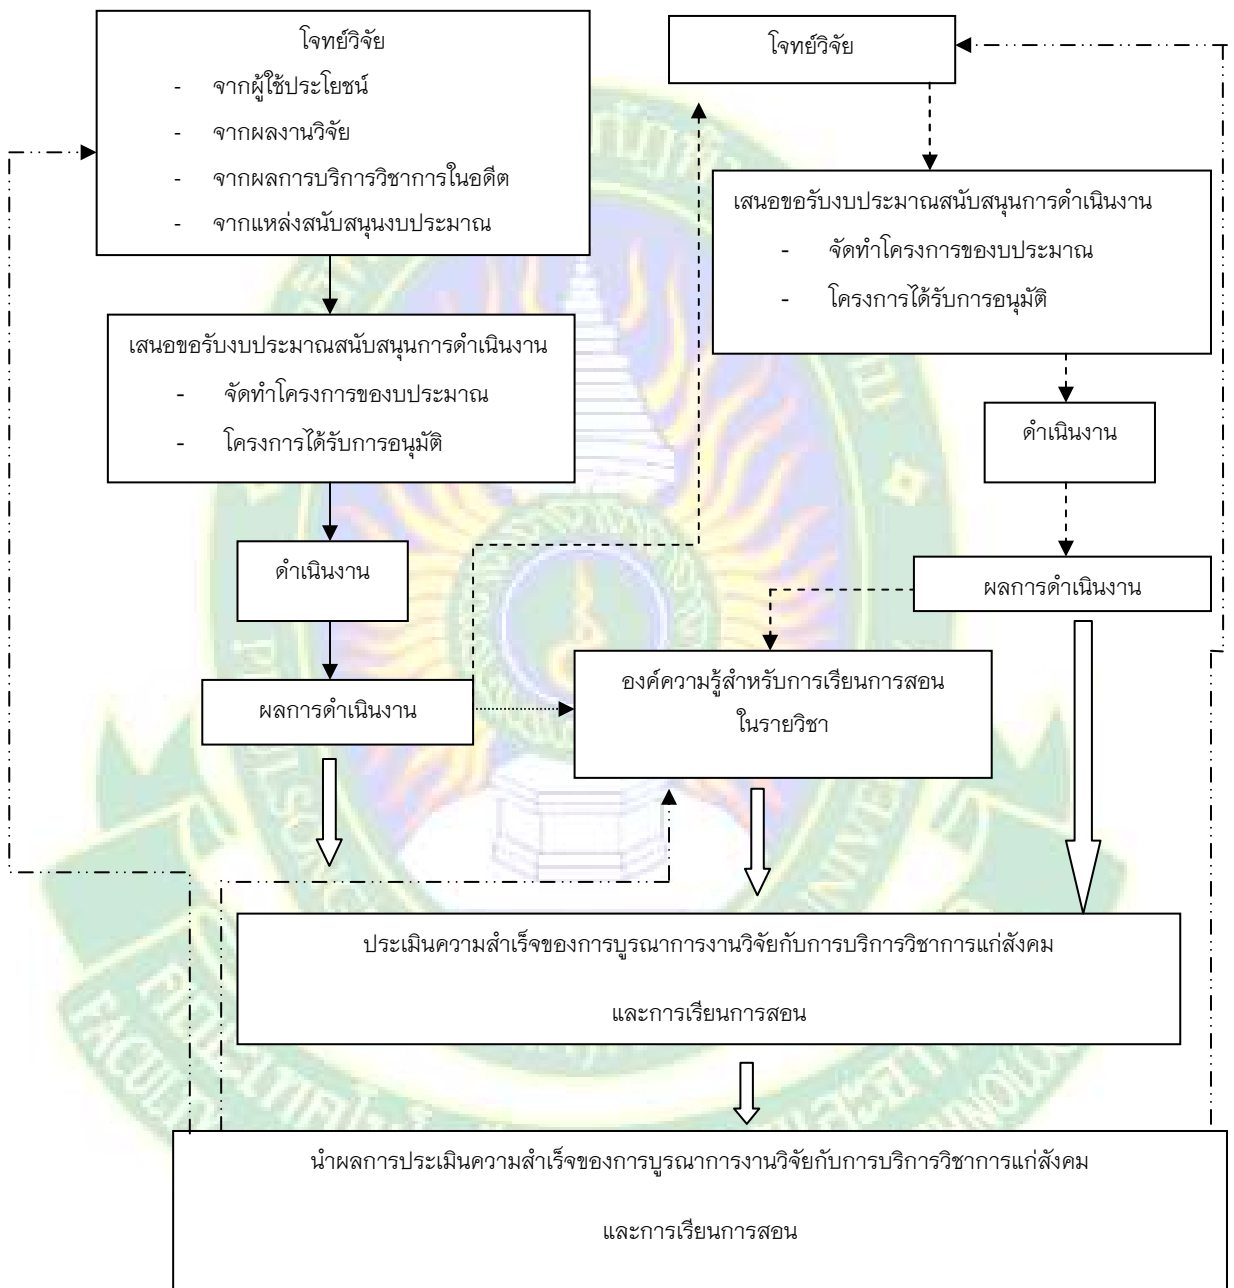 โจทย์วิจัย
- จากผู้ใช้ประโยชน์
- จากผลงานวิจัย
- จากผลการบริการวิชาการในอดีต
- จากแหล่งสนับสนุนงบประมาณ
เสนอขอรับงบประมาณสนับสนุนการดำเนินงาน
- จัดทำโครงการของบประมาณ
- โครงการได้รับการอนุมัติ
ดำเนินงาน
ผลการดำเนินงาน
โจทย์วิจัย
เสนอขอรับงบประมาณสนับสนุนการดำเนินงาน
- จัดทำโครงการของบประมาณ
- โครงการได้รับการอนุมัติ
ดำเนินงาน
ผลการดำเนินงาน
องค์ความรู้สำหรับการเรียนการสอน
ในรายวิชา
ประเมินความสำเร็จของการบูรณาการงานวิจัยกับการบริการวิชาการแก่สังคม
และการเรียนการสอน
นำผลการประเมินความสำเร็จของการบูรณาการงานวิจัยกับการบริการวิชาการแก่สังคม
และการเรียนการสอน